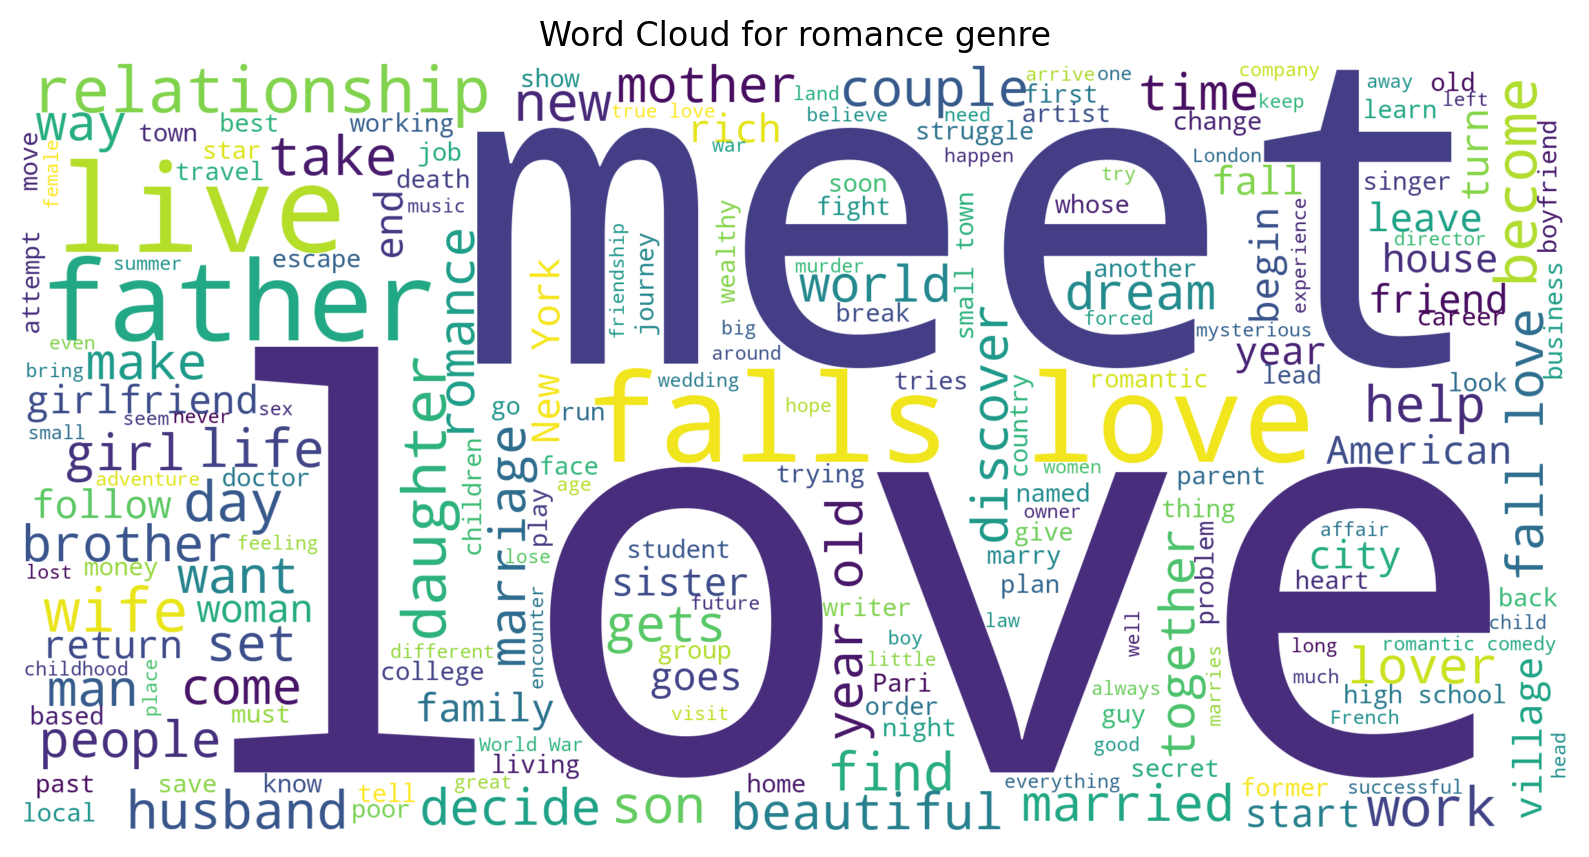 Word Cloud for romance genre
relationship
show
new
mother
land
couple
arrive
one
first
time
company
keep
away
old
left
learn
become
way
town
best
working
true love
rich
believe
need
struggle
artist
change
turn
boyfriend
move
female
star
travel
take
job
death
music
war
happen
London
try
fall
singer
live
end
meet
soon
fight
whose
leave
director
attempt
summer
escape
father
romance
New York
friendship
journey
wealthy
murder
world
break
small town
another
dream
forced
begin
experience
mysterious
house
friend
career
business
even
bring
make
big
around
year
lead
look
fall love
girlfriend
seem
never
sex
small
daughter
go
run
falls love
wedding
hope
tries
discover
country
romantic
help
girl
life
children
marriage
face
age
play
trying
women
named
owner
give
parent
American
adventure
doctor
follow
day
thing
brother
feeling
lose
love
student
sister
future
gets
group
goes
visit
year old
marry
plan
law
well
together
problem
affair
city
heart
lost
money
want
wife
woman
encounter
writer
boy
little
Pari
order
night
always
guy
good
marries
long
much
lover
back
child
romantic comedy
high school
French
return
set
different
college
childhood
man
place
come
based
must
family
people
World War
living
village
head
past
save
know
tell
great
home
find
everything
secret
former
successful
local
husband
poor
decide
son
beautiful
married
start
work